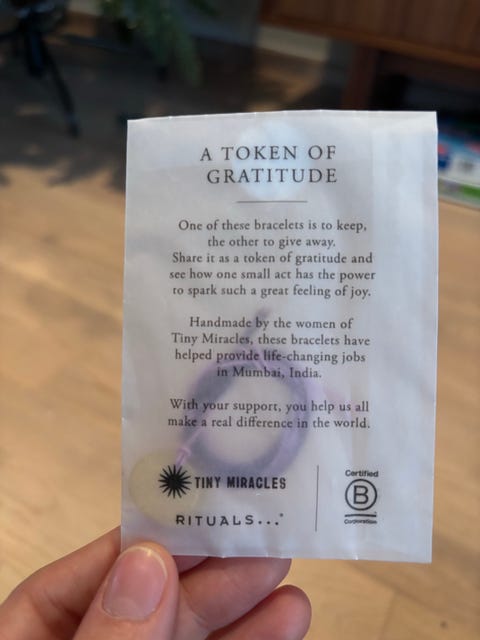 A TOKEN OF
GRATITUDE
One of these bracelets is to keep,
the other to give away.
Share it as a token of gratitude and
see how one small act has the power
to spark such a great feeling of joy.
Handmade by the women of
Tiny Miracles, these bracelets have
helped provide life-changing jobs
in Mumbai, India.
With your support, you help us all
make a real difference in the world.
TINY MIRACLES
RITUALS...®
Certified
B
Corporation